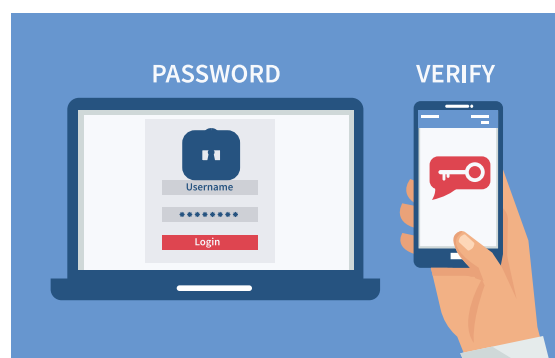 PASSWORD
VERIFY
Username
********
Login